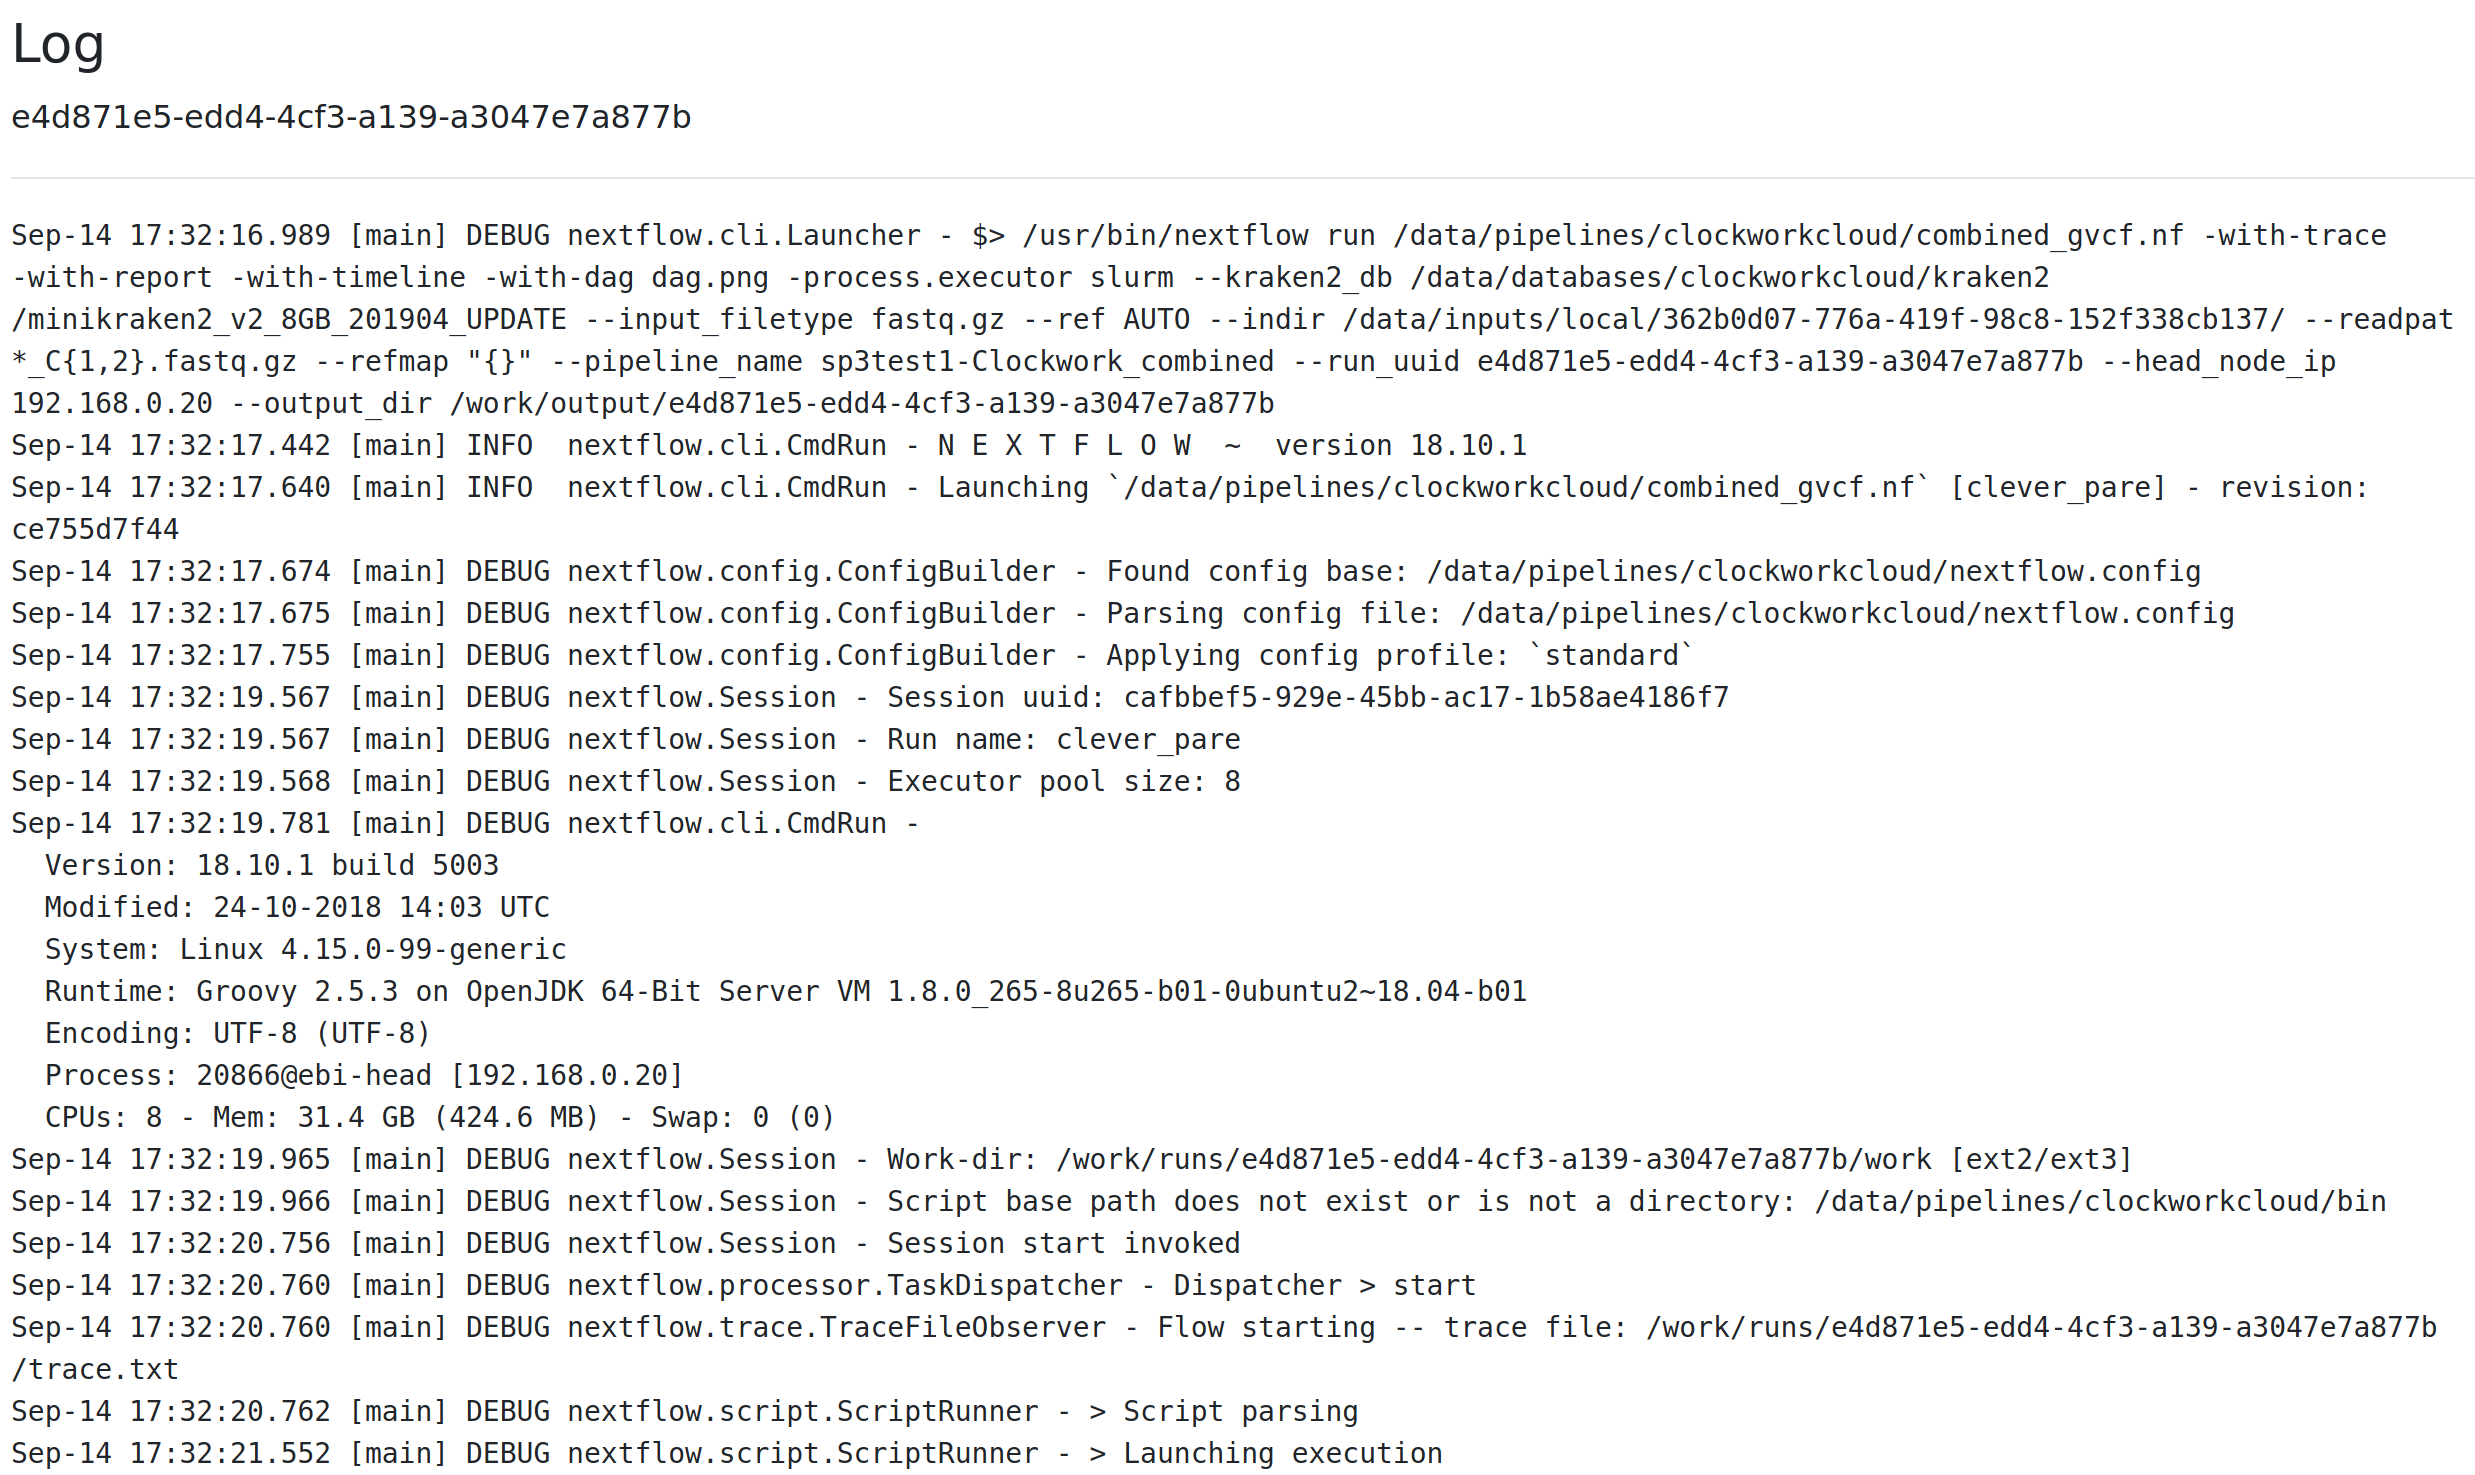 Log
e4d871e5-edd4-4cf3-a139-a3047e7a877b
Sep-14 17:32:16.989 [main] DEBUG nextflow.cli.Launcher - $> /usr/bin/nextflow run /data/pipelines/clockworkcloud/combined_gvcf.nf -with-trace
-with-report -with-timeline -with-dag dag.png -process.executor slurm --kraken2_db /data/databases/clockworkcloud/kraken2
/minikraken2_v2_8GB_201904_UPDATE --input_filetype fastq.gz --ref AUTO --indir /data/inputs/local/362b0d07-776a-419f-98c8-152f338cb137/ --readpat
*_C{1,2}.fastq.gz --refmap "{}" --pipeline_name sp3test1-Clockwork_combined --run_uuid e4d871e5-edd4-4cf3-a139-a3047e7a877b --head_node_ip
192.168.0.20 --output_dir /work/output/e4d871e5-edd4-4cf3-a139-a3047e7a877b
Sep-14 17:32:17.442 [main] INFO  nextflow.cli.CmdRun - N E X T F L O W  ~  version 18.10.1
Sep-14 17:32:17.640 [main] INFO  nextflow.cli.CmdRun - Launching `/data/pipelines/clockworkcloud/combined_gvcf.nf` [clever_pare] - revision:
ce755d7f44
Sep-14 17:32:17.674 [main] DEBUG nextflow.config.ConfigBuilder - Found config base: /data/pipelines/clockworkcloud/nextflow.config
Sep-14 17:32:17.675 [main] DEBUG nextflow.config.ConfigBuilder - Parsing config file: /data/pipelines/clockworkcloud/nextflow.config
Sep-14 17:32:17.755 [main] DEBUG nextflow.config.ConfigBuilder - Applying config profile: `standard`
Sep-14 17:32:19.567 [main] DEBUG nextflow.Session - Session uuid: cafbbef5-929e-45bb-ac17-1b58ae4186f7
Sep-14 17:32:19.567 [main] DEBUG nextflow.Session - Run name: clever_pare
Sep-14 17:32:19.568 [main] DEBUG nextflow.Session - Executor pool size: 8
Sep-14 17:32:19.781 [main] DEBUG nextflow.cli.CmdRun -
  Version: 18.10.1 build 5003
  Modified: 24-10-2018 14:03 UTC
  System: Linux 4.15.0-99-generic
  Runtime: Groovy 2.5.3 on OpenJDK 64-Bit Server VM 1.8.0_265-8u265-b01-0ubuntu2~18.04-b01
  Encoding: UTF-8 (UTF-8)
  Process: 20866@ebi-head [192.168.0.20]
  CPUs: 8 - Mem: 31.4 GB (424.6 MB) - Swap: 0 (0)
Sep-14 17:32:19.965 [main] DEBUG nextflow.Session - Work-dir: /work/runs/e4d871e5-edd4-4cf3-a139-a3047e7a877b/work [ext2/ext3]
Sep-14 17:32:19.966 [main] DEBUG nextflow.Session - Script base path does not exist or is not a directory: /data/pipelines/clockworkcloud/bin
Sep-14 17:32:20.756 [main] DEBUG nextflow.Session - Session start invoked
Sep-14 17:32:20.760 [main] DEBUG nextflow.processor.TaskDispatcher - Dispatcher > start
Sep-14 17:32:20.760 [main] DEBUG nextflow.trace.TraceFileObserver - Flow starting -- trace file: /work/runs/e4d871e5-edd4-4cf3-a139-a3047e7a877b
/trace.txt
Sep-14 17:32:20.762 [main] DEBUG nextflow.script.ScriptRunner - > Script parsing
Sep-14 17:32:21.552 [main] DEBUG nextflow.script.ScriptRunner - > Launching execution